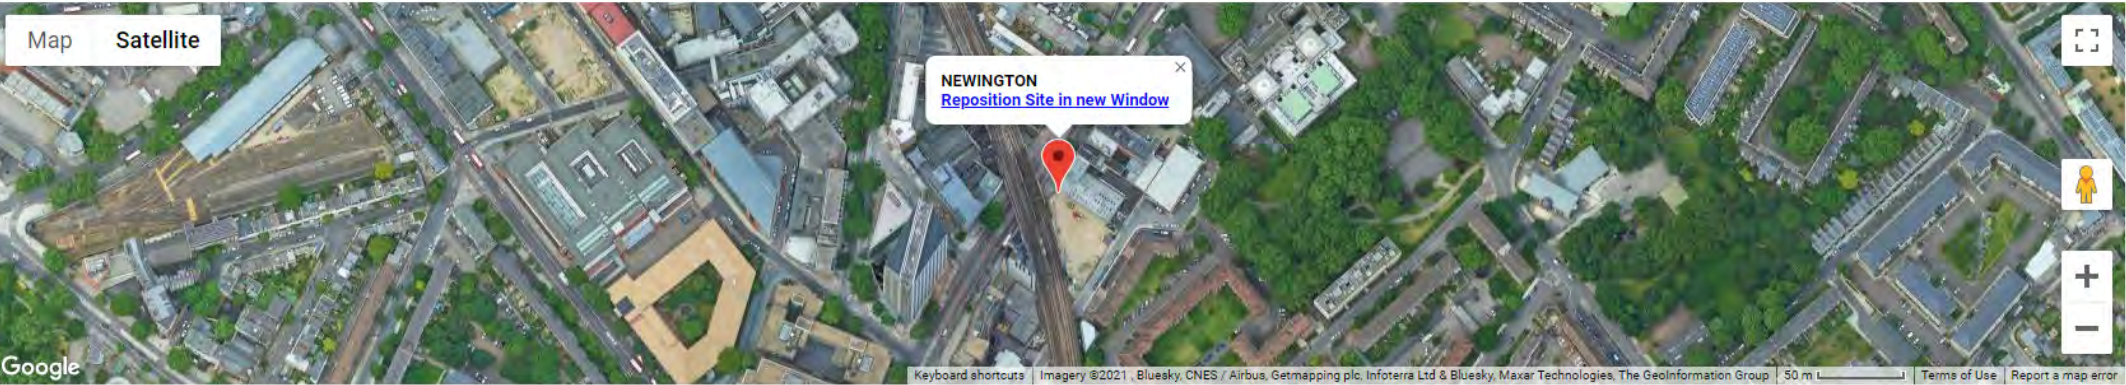 Map Satellite
NEWINGTON
Reposition Site in new Window
Google
Keyboard shortcuts Imagery ©2021 , Bluesky, CNES / Airbus, Getmapping plc, Infoterra Ltd & Bluesky, Maxar Technologies, The GeoInformation Group 50 m Terms of Use Report a map error